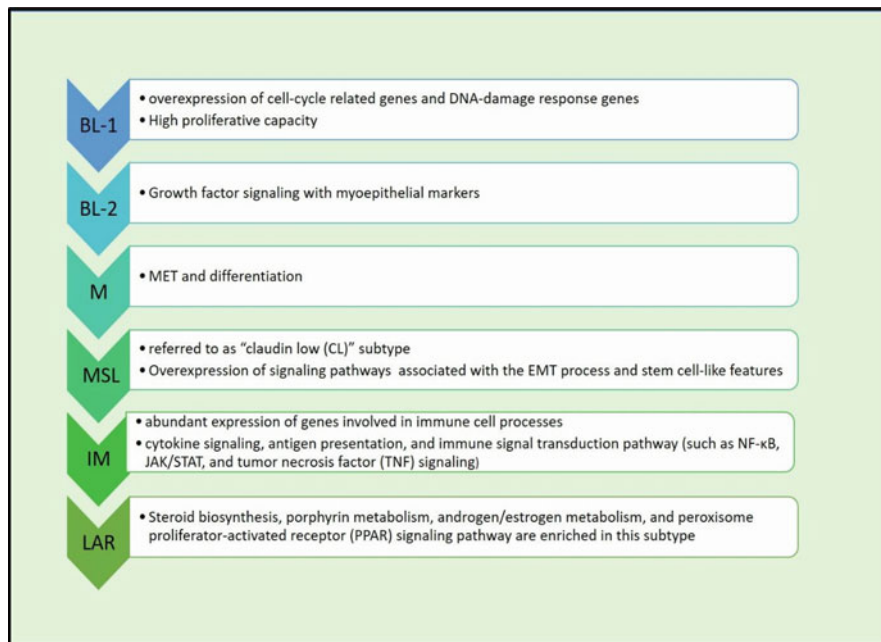 BL-1
• overexpression of cell-cycle related genes and DNA-damage response genes
• High proliferative capacity
BL-2
• Growth factor signaling with myoepithelial markers
M
• MET and differentiation
MSL
• referred to as “claudin low (CL)” subtype
• Overexpression of signaling pathways associated with the EMT process and stem cell-like features
IM
• abundant expression of genes involved in immune cell processes
• cytokine signaling, antigen presentation, and immune signal transduction pathway (such as NF-κB,
JAK/STAT, and tumor necrosis factor (TNF) signaling)
LAR
• Steroid biosynthesis, porphyrin metabolism, androgen/estrogen metabolism, and peroxisome
proliferator-activated receptor (PPAR) signaling pathway are enriched in this subtype